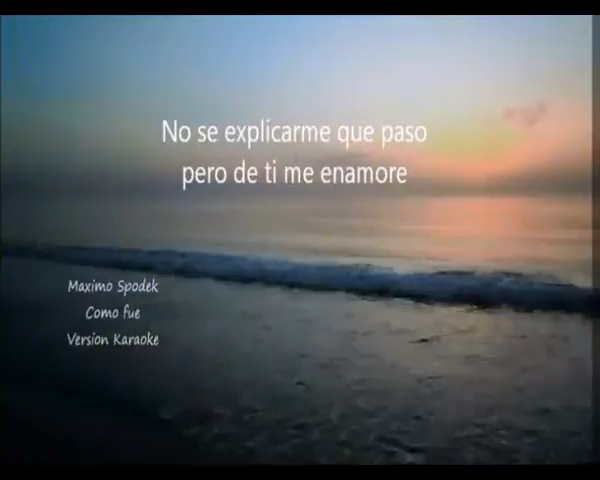 No se explicarme que paso
pero de ti me enamore
Maximo Spodek
Como fue
Version Karaoke